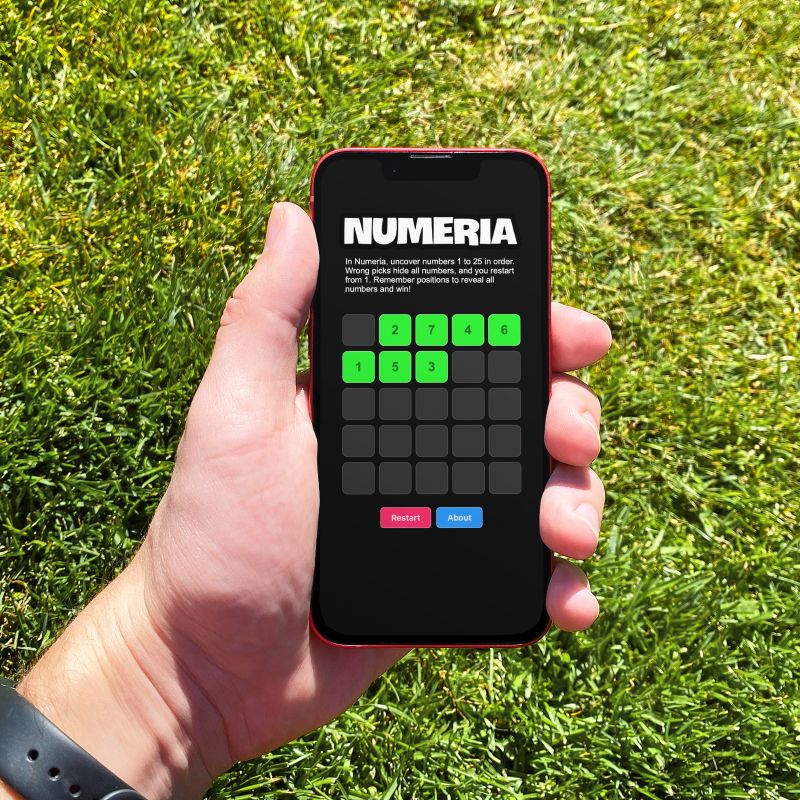 NUMERIA
In Numeria, uncover numbers 1 to 25 in order.
Wrong picks hide all numbers, and you restart
from 1. Remember positions to reveal all
numbers and win!
2 7 4 6
1 5 3
Restart About